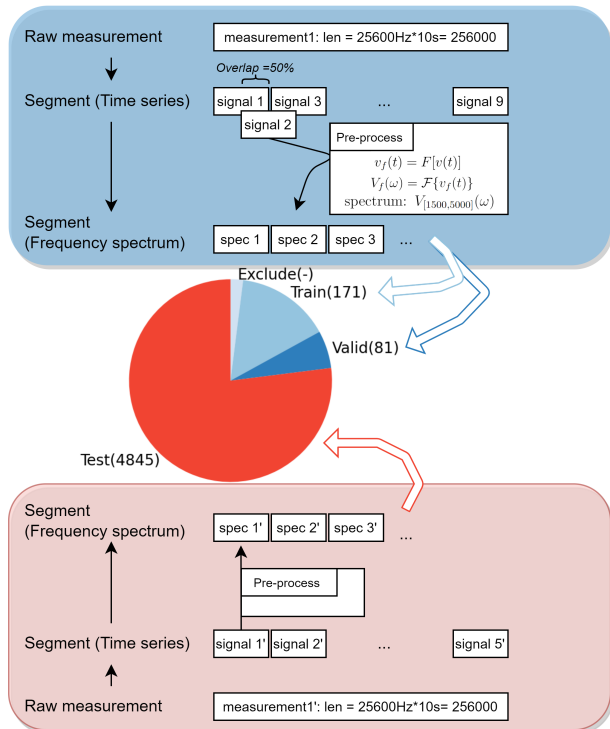 Raw measurement
measurement1: len = 25600Hz*10s= 256000
Overlap =50%
Segment (Time series)
signal 1
signal 3
...
signal 9
signal 2
Pre-process
v_f(t) = F[v(t)]
V_f(ω) = ℱ{v_f(t)}
spectrum: V_[1500,5000](ω)
Segment
(Frequency spectrum)
spec 1
spec 2
spec 3
...
Exclude(-)
Train(171)
Valid(81)
Test(4845)
Segment
(Frequency spectrum)
spec 1'
spec 2'
spec 3'
...
Pre-process
Segment (Time series)
signal 1'
signal 2'
...
signal 5'
Raw measurement
measurement1': len = 25600Hz*10s= 256000